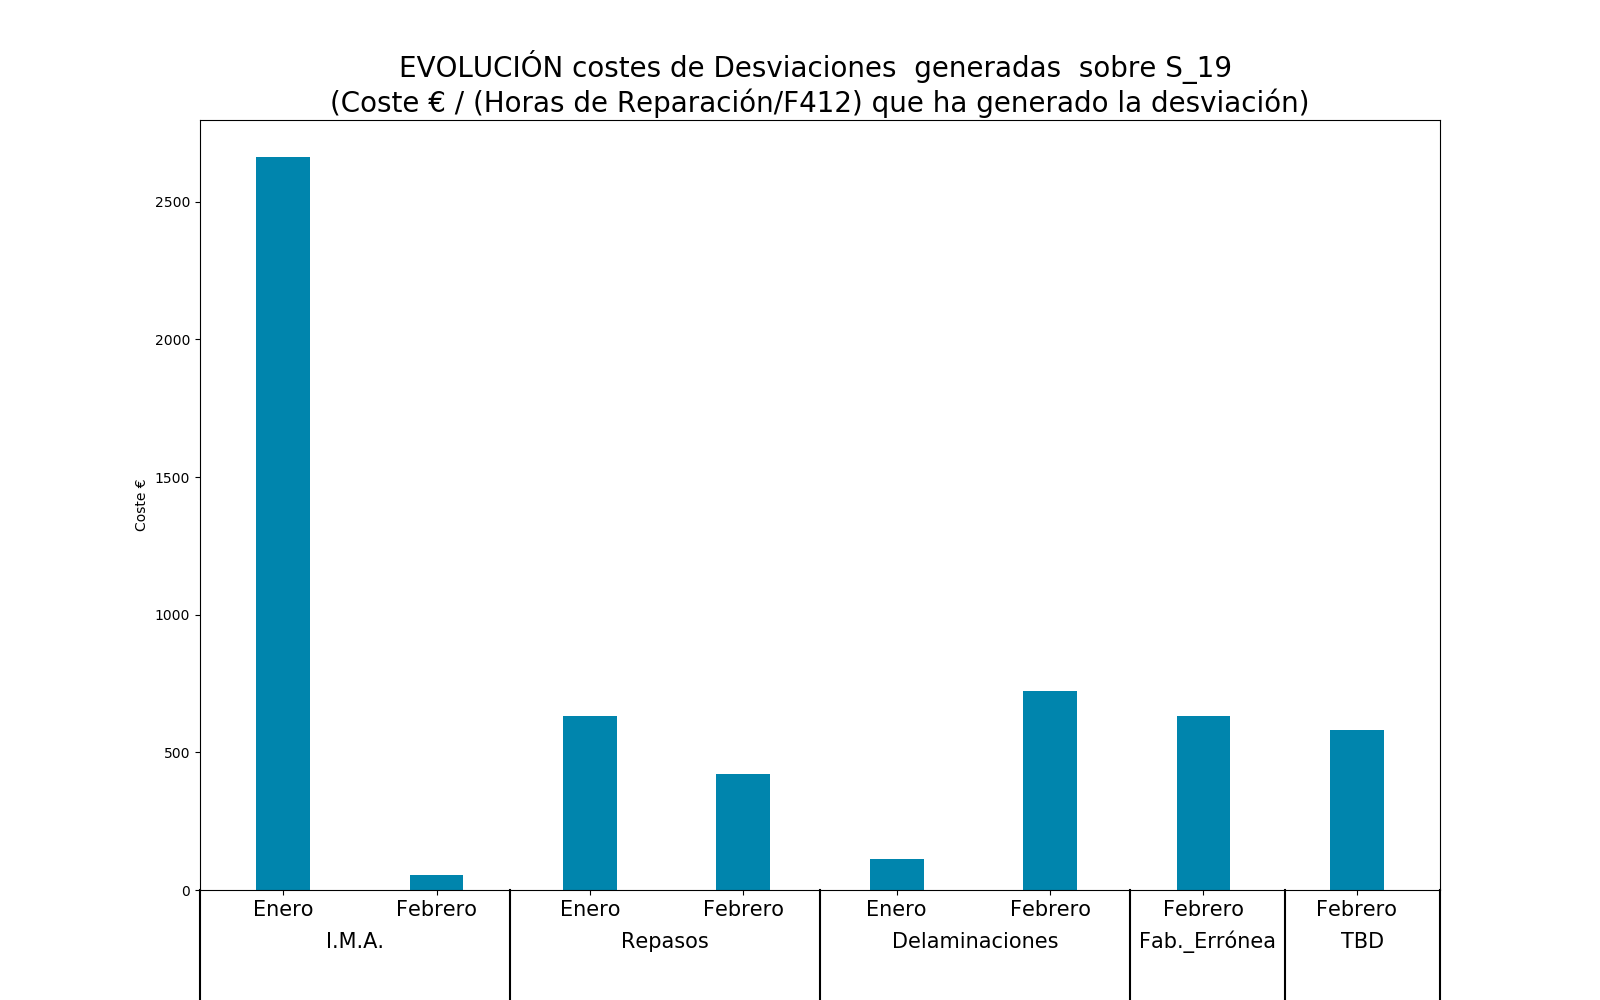 EVOLUCIÓN costes de Desviaciones  generadas  sobre S_19
(Coste € / (Horas de Reparación/F412) que ha generado la desviación)
2500
2000
1500
1000
500
0
Coste €
Enero Febrero Enero Febrero Enero Febrero Febrero Febrero
I.M.A. Repasos Delaminaciones Fab._Errónea TBD